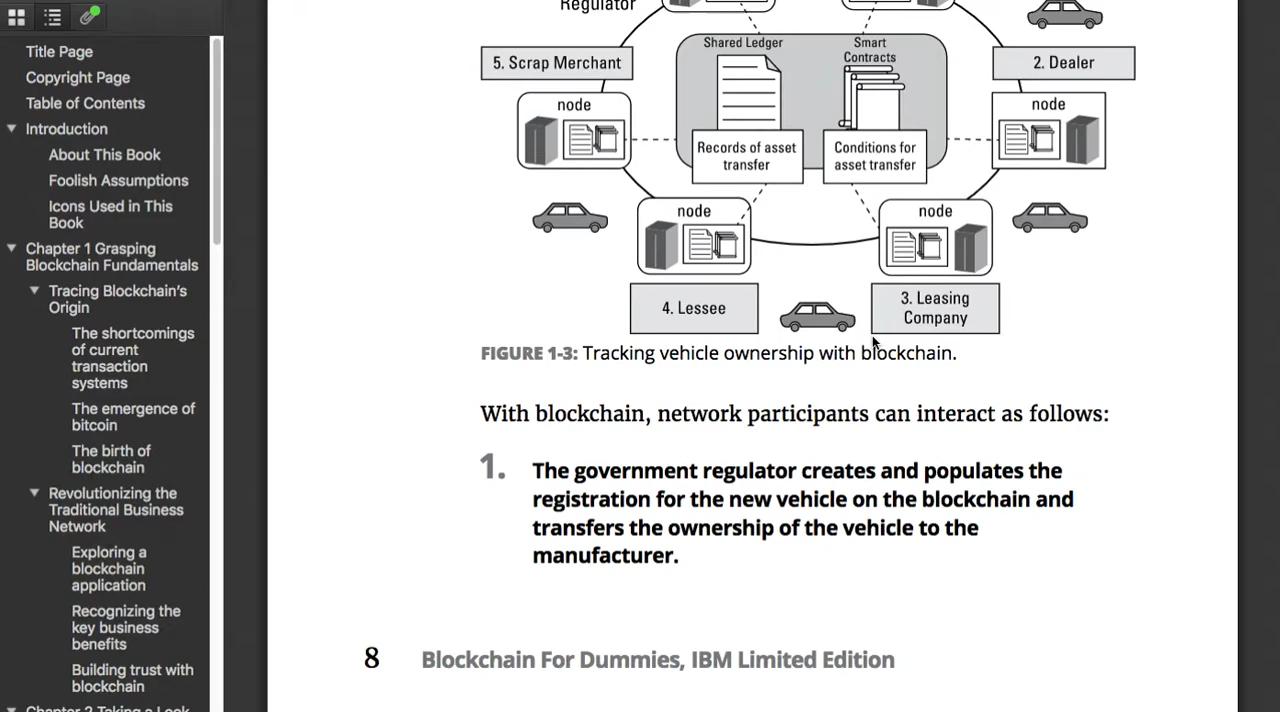 Title Page
Copyright Page
Table of Contents
Introduction
About This Book
Foolish Assumptions
Icons Used in This
Book
Chapter 1 Grasping
Blockchain Fundamentals
Tracing Blockchain's
Origin
The shortcomings
of current
transaction
systems
The emergence of
bitcoin
The birth of
blockchain
Revolutionizing the
Traditional Business
Network
Exploring a
blockchain
application
Recognizing the
key business
benefits
Building trust with
blockchain
Chapter 2 Taking a Look
Regulator
Shared Ledger
Smart
Contracts
5. Scrap Merchant
2. Dealer
node
node
Records of asset
transfer
Conditions for
asset transfer
node
node
4. Lessee
3. Leasing
Company
FIGURE 1-3: Tracking vehicle ownership with blockchain.
With blockchain, network participants can interact as follows:
1. The government regulator creates and populates the
registration for the new vehicle on the blockchain and
transfers the ownership of the vehicle to the
manufacturer.
8 Blockchain For Dummies, IBM Limited Edition